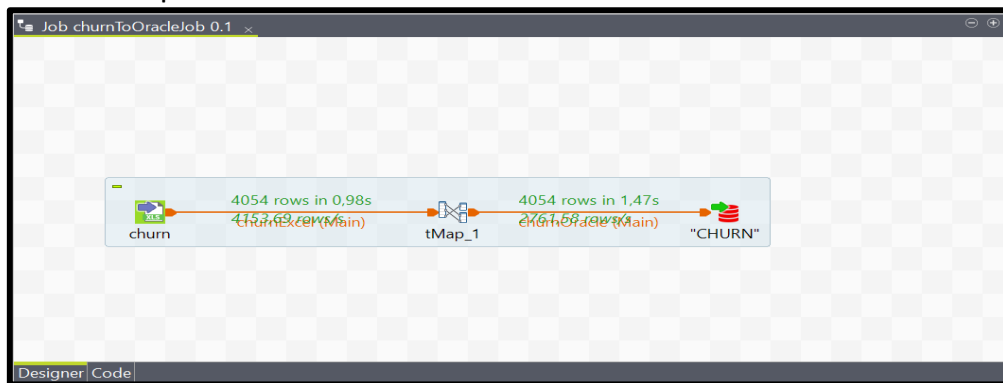 Job churnToOracleJob 0.1
4054 rows in 0,98s
4153,69 rows/s
churnExcel (Main)
churn
tMap_1
4054 rows in 1,47s
2761,58 rows/s
churnOracle (Main)
"CHURN"
Designer Code